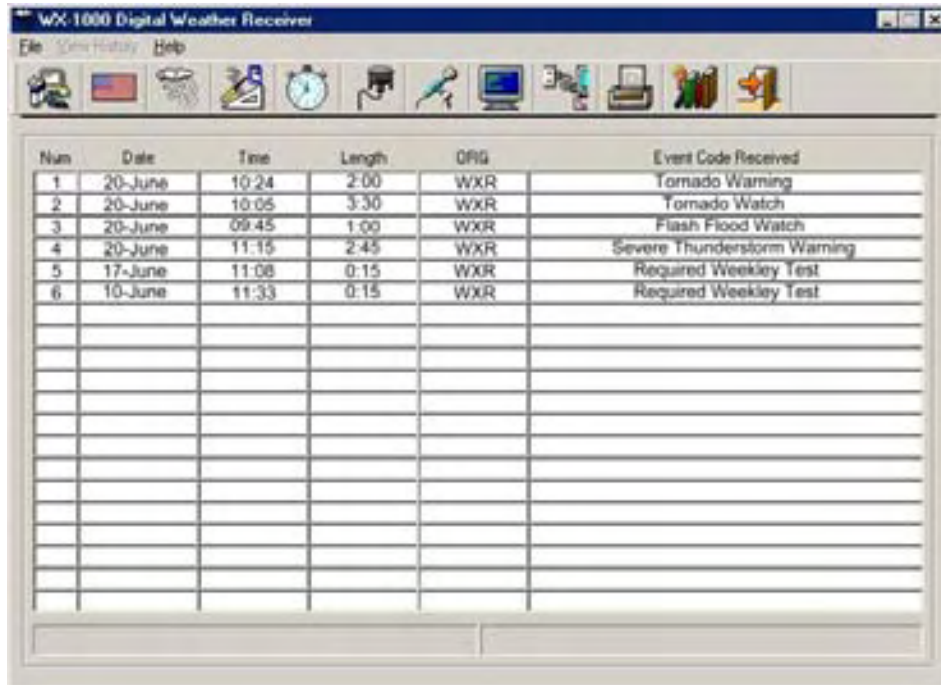 WX-1000 Digital Weather Receiver
File View History Help
Num Date Time Length ORG Event Code Received
1 20-June 10:24 2:00 WXR Tornado Warning
2 20-June 10:05 3:30 WXR Tornado Watch
3 20-June 09:45 1:00 WXR Flash Flood Watch
4 20-June 11:15 2:45 WXR Severe Thunderstorm Warning
5 17-June 11:08 0:15 WXR Required Weekley Test
6 10-June 11:33 0:15 WXR Required Weekley Test